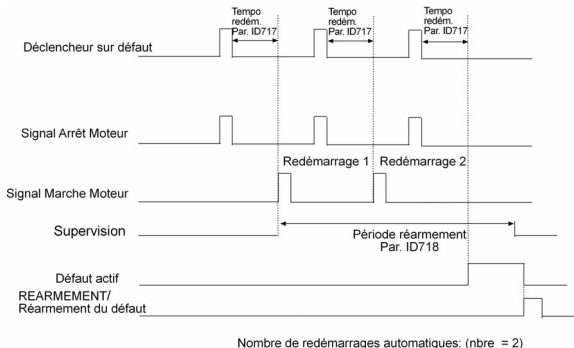 Tempo redém. Par. ID717
Tempo redém. Par. ID717
Tempo redém. Par. ID717
Déclencheur sur défaut
Signal Arrêt Moteur
Redémarrage 1
Redémarrage 2
Signal Marche Moteur
Supervision
Période réarmement
Par. ID718
Défaut actif
REARMEMENT/
Réarmement du défaut
Nombre de redémarrages automatiques: (nbre = 2)